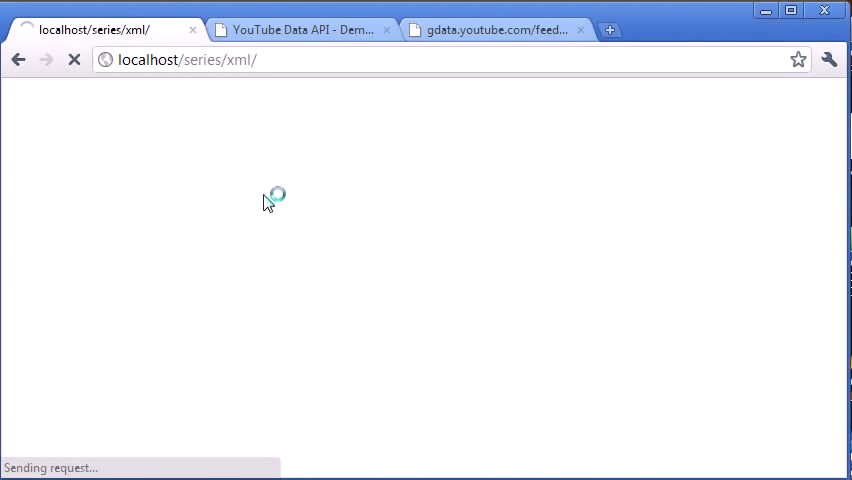 localhost/series/xml/
YouTube Data API - Dem...
gdata.youtube.com/feed...
localhost/series/xml/
Sending request...